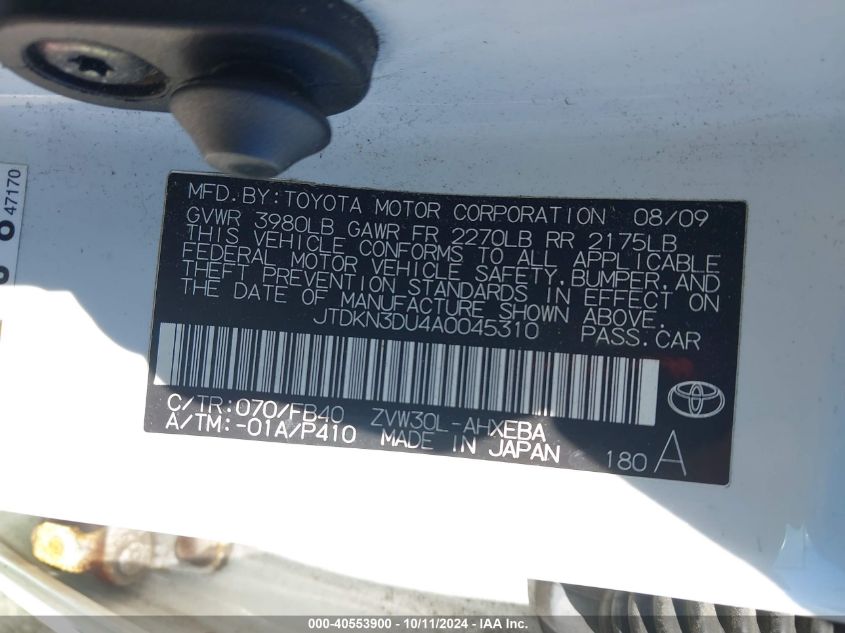 47170
MFD.BY:TOYOTA MOTOR CORPORATION 08/09
GVWR 3980LB GAWR FR 2270LB RR 2175LB
THIS VEHICLE CONFORMS TO ALL APPLICABLE
FEDERAL MOTOR VEHICLE SAFETY,BUMPER,AND
THEFT PREVENTION STANDARDS IN EFFECT ON
THE DATE OF MANUFACTURE SHOWN ABOVE.
JTDKN3DU4A0045310 PASS.CAR
C/TR:070/FB40 ZVW30L-AHXEBA
A/TM:-01A/P410 MADE IN JAPAN 180 A
000-40553900 - 10/11/2024 - IAAI - Copart